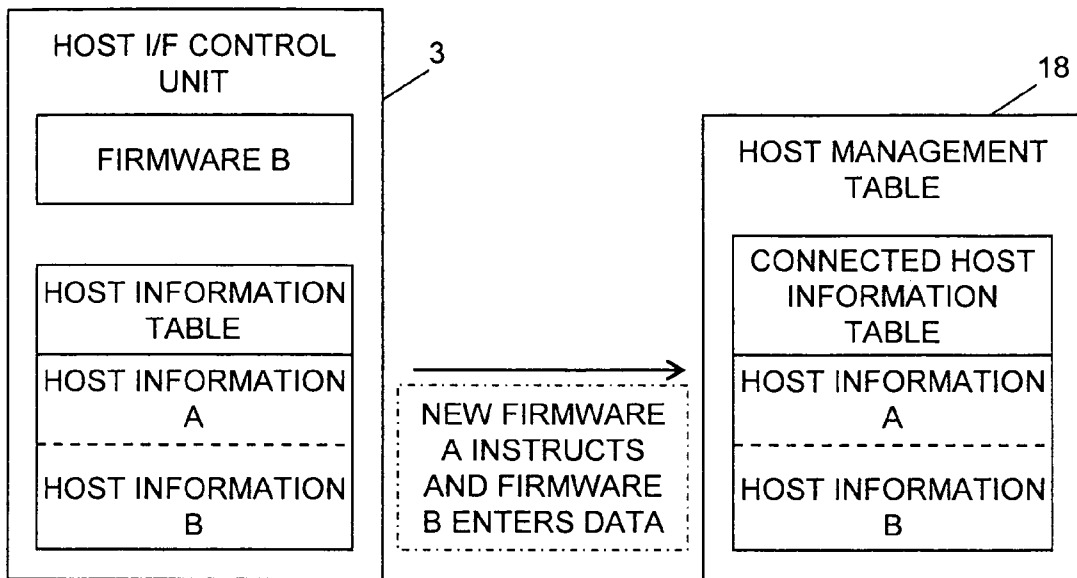 HOST I/F CONTROL
UNIT
3
FIRMWARE B
HOST INFORMATION
TABLE
HOST INFORMATION
A
HOST INFORMATION
B
NEW FIRMWARE
A INSTRUCTS
AND FIRMWARE
B ENTERS DATA
18
HOST MANAGEMENT
TABLE
CONNECTED HOST
INFORMATION
TABLE
HOST INFORMATION
A
HOST INFORMATION
B